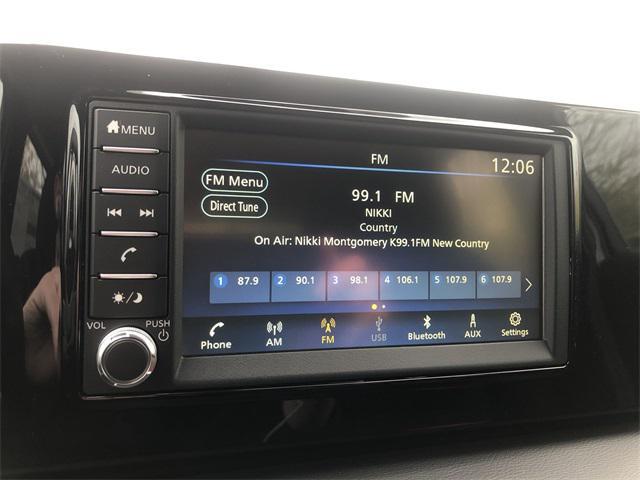 MENU
AUDIO
VOL
PUSH
FM
12:06
FM Menu
Direct Tune
99.1 FM
NIKKI
Country
On Air: Nikki Montgomery K99.1FM New Country
1 87.9 2 90.1 3 98.1 4 106.1 5 107.9 6 107.9
Phone AM FM USB Bluetooth AUX Settings